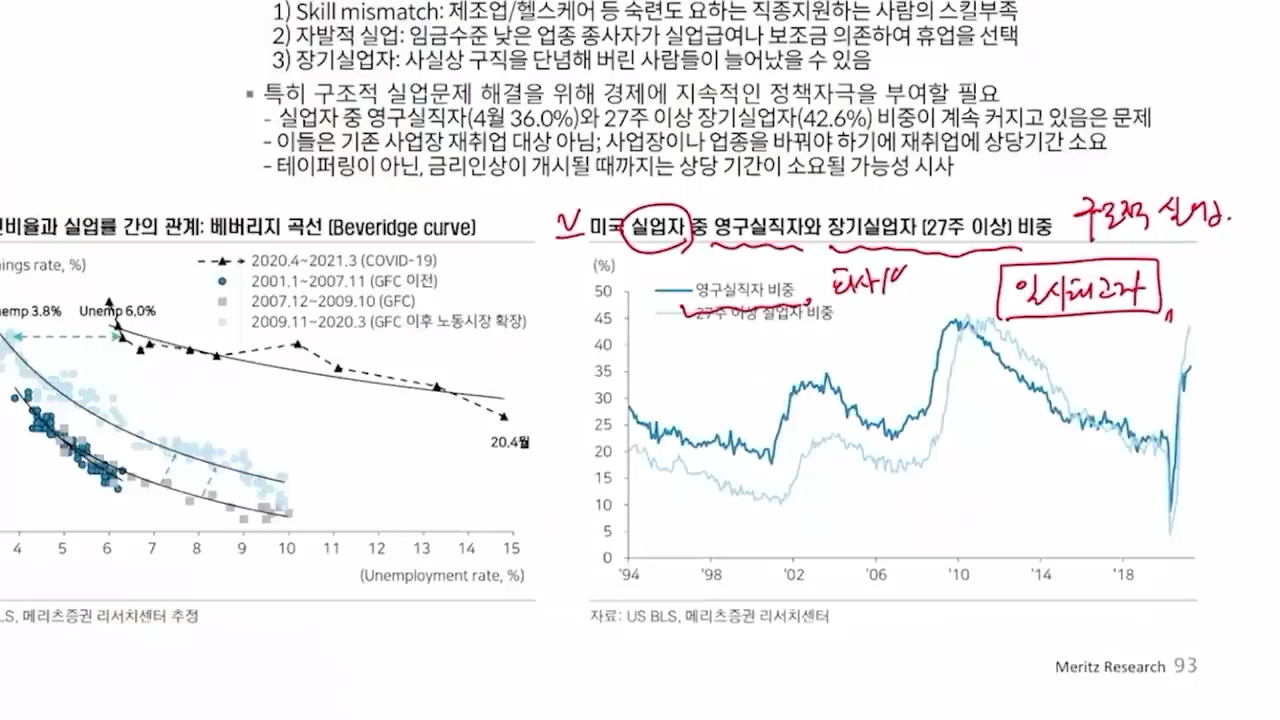 1) Skill mismatch: 제조업/헬스케어 등 숙련도 요하는 직종지원하는 사람의 스킬부족
2) 자발적 실업: 임금수준 낮은 업종 종사자가 실업급여나 보조금 의존하여 휴업을 선택
3) 장기실업자: 사실상 구직을 단념해 버린 사람들이 늘어났을 수 있음
▪ 특히 구조적 실업문제 해결을 위해 경제에 지속적인 정책자극을 부여할 필요
- 실업자 중 영구실직자(4월 36.0%)와 27주 이상 장기실업자(42.6%) 비중이 계속 커지고 있음은 문제
- 이들은 기존 사업장 재취업 대상 아님; 사업장이나 업종을 바꿔야 하기에 재취업에 상당기간 소요
- 테이퍼링이 아닌, 금리인상이 개시될 때까지는 상당 기간이 소요될 가능성 시사
비율과 실업률 간의 관계: 베버리지 곡선 (Beveridge curve)
nings rate, %)
2020.4~2021.3 (COVID-19)
2001.1~2007.11 (GFC 이전)
2007.12~2009.10 (GFC)
2009.11~2020.3 (GFC 이후 노동시장 확장)
emp 3.8% Unemp 6.0%
20.4월
4 5 6 7 8 9 10 11 12 13 14 15
(Unemployment rate, %)
LS, 메리츠증권 리서치센터 추정
미국 실업자 중 영구실직자와 장기실업자 (27주 이상) 비중
구조적 실업.
(%)
영구실직자 비중
27주 이상 실업자 비중
일시해고자
50
45
40
35
30
25
20
15
10
5
0
'94 '98 '02 '06 '10 '14 '18
자료: US BLS, 메리츠증권 리서치센터
Meritz Research 93